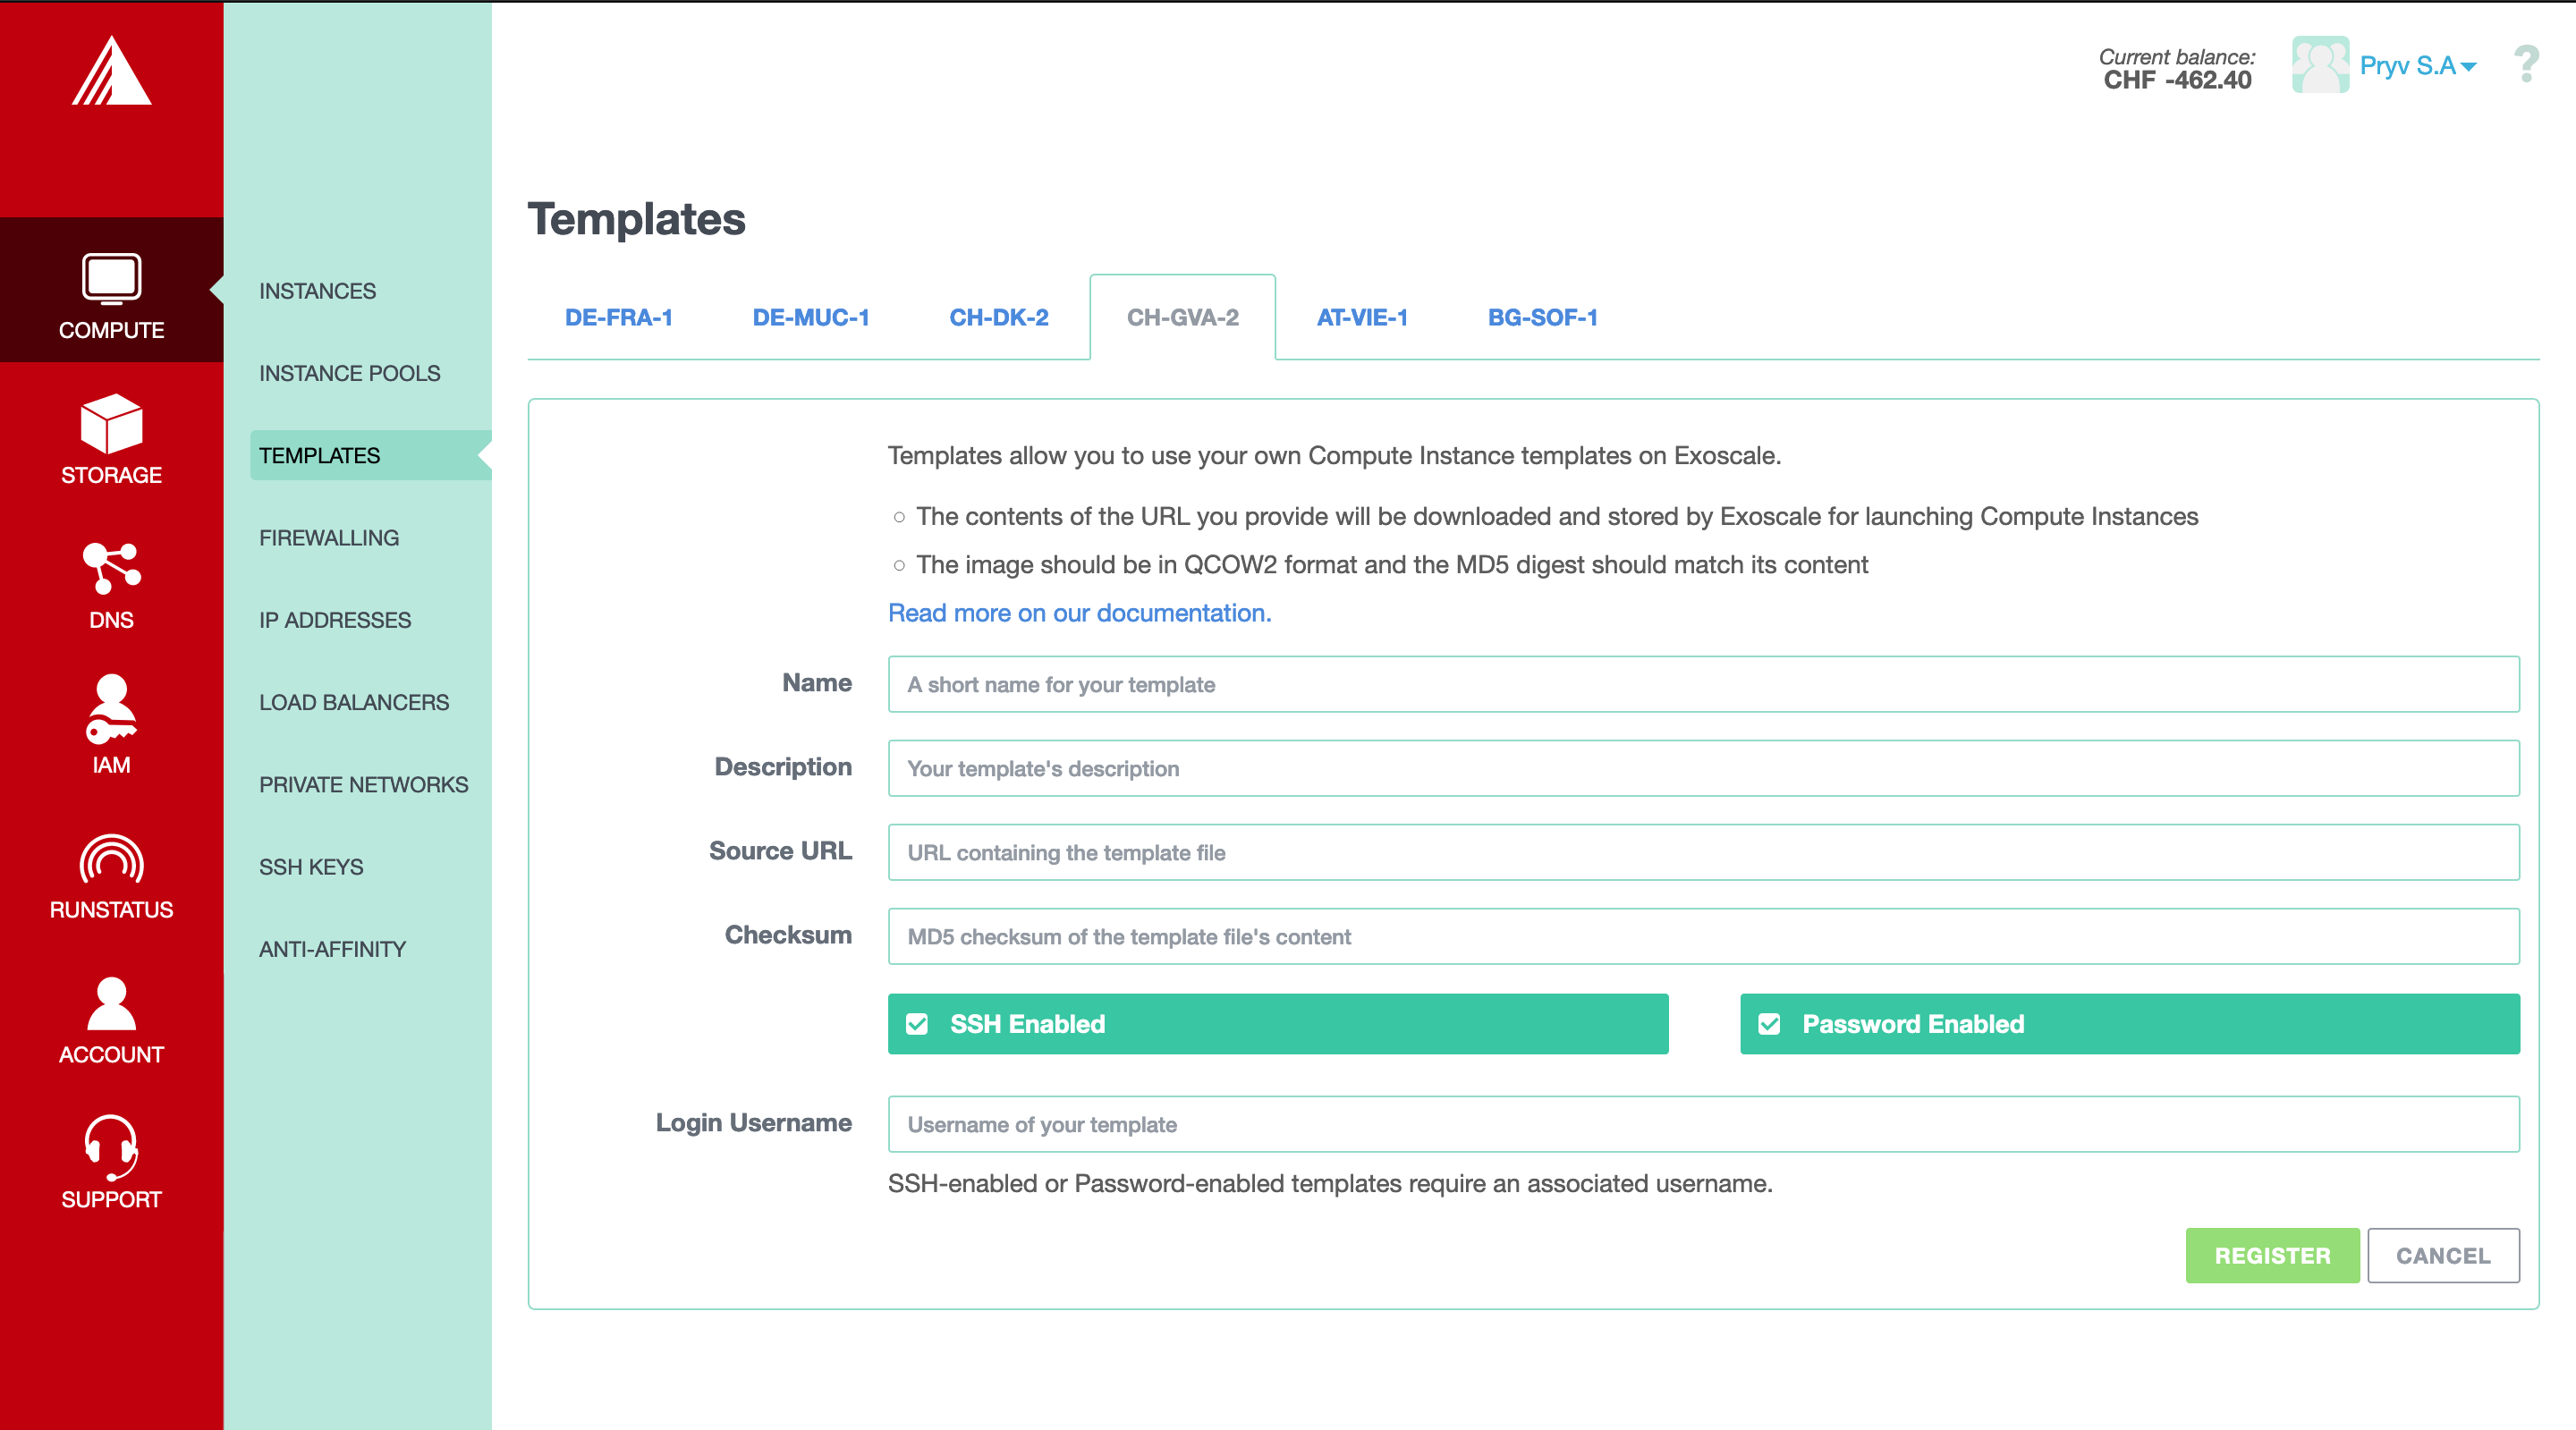 Current balance:
CHF -462.40
Pryv S.A
?
COMPUTE
STORAGE
DNS
IAM
RUNSTATUS
ACCOUNT
SUPPORT
INSTANCES
INSTANCE POOLS
TEMPLATES
FIREWALLING
IP ADDRESSES
LOAD BALANCERS
PRIVATE NETWORKS
SSH KEYS
ANTI-AFFINITY
Templates
DE-FRA-1 DE-MUC-1 CH-DK-2 CH-GVA-2 AT-VIE-1 BG-SOF-1
Templates allow you to use your own Compute Instance templates on Exoscale.
The contents of the URL you provide will be downloaded and stored by Exoscale for launching Compute Instances
The image should be in QCOW2 format and the MD5 digest should match its content
Read more on our documentation.
Name A short name for your template
Description Your template's description
Source URL URL containing the template file
Checksum MD5 checksum of the template file's content
SSH Enabled Password Enabled
Login Username Username of your template
SSH-enabled or Password-enabled templates require an associated username.
REGISTER CANCEL